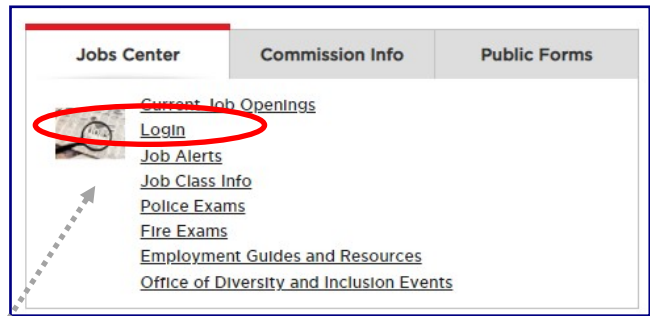 Jobs Center Commission Info Public Forms
Current Job Openings
Login
Job Alerts
Job Class Info
Police Exams
Fire Exams
Employment Guides and Resources
Office of Diversity and Inclusion Events